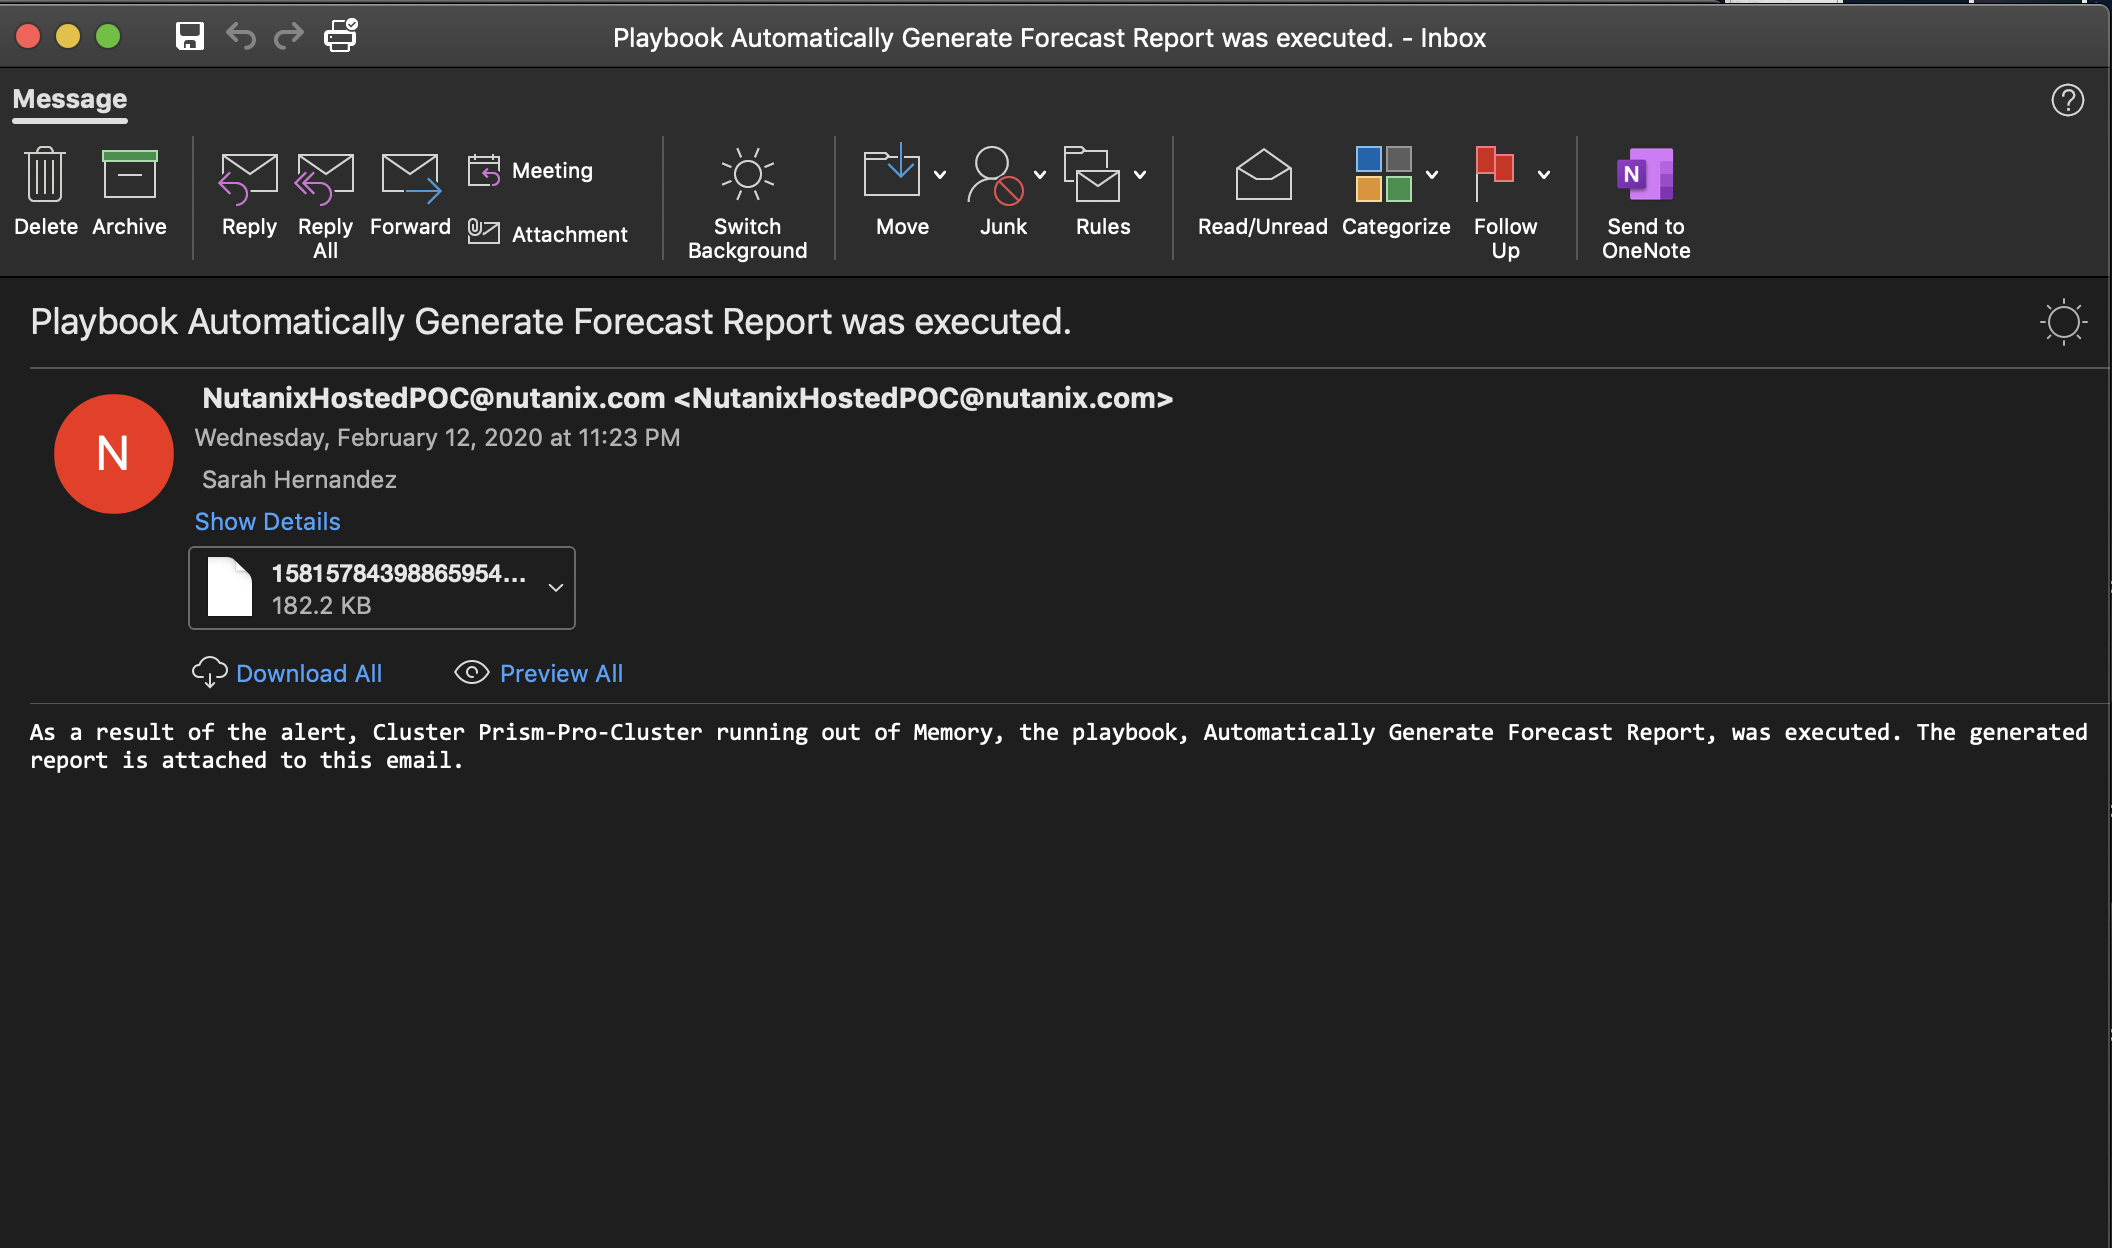 Playbook Automatically Generate Forecast Report was executed. - Inbox
Message
Delete
Archive
Reply
Reply All
Forward
Meeting
Attachment
Switch Background
Move
Junk
Rules
Read/Unread
Categorize
Follow Up
N
Send to OneNote
Playbook Automatically Generate Forecast Report was executed.
N
NutanixHostedPOC@nutanix.com <NutanixHostedPOC@nutanix.com>
Wednesday, February 12, 2020 at 11:23 PM
Sarah Hernandez
Show Details
15815784398865954...
182.2 KB
Download All
Preview All
As a result of the alert, Cluster Prism-Pro-Cluster running out of Memory, the playbook, Automatically Generate Forecast Report, was executed. The generated
report is attached to this email.